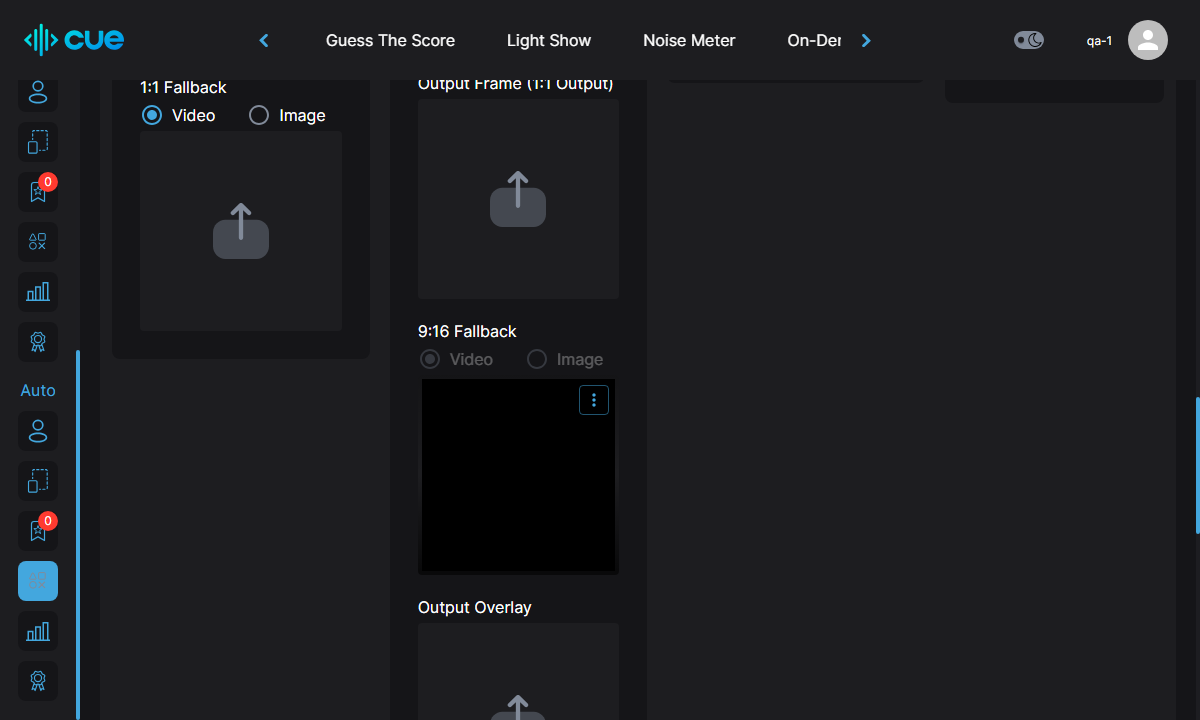 cue
Guess The Score
Light Show
Noise Meter
On-Der
qa-1
0
Auto
0
1:1 Fallback
Video
Image
Output Frame (1:1 Output)
9:16 Fallback
Video
Image
Output Overlay